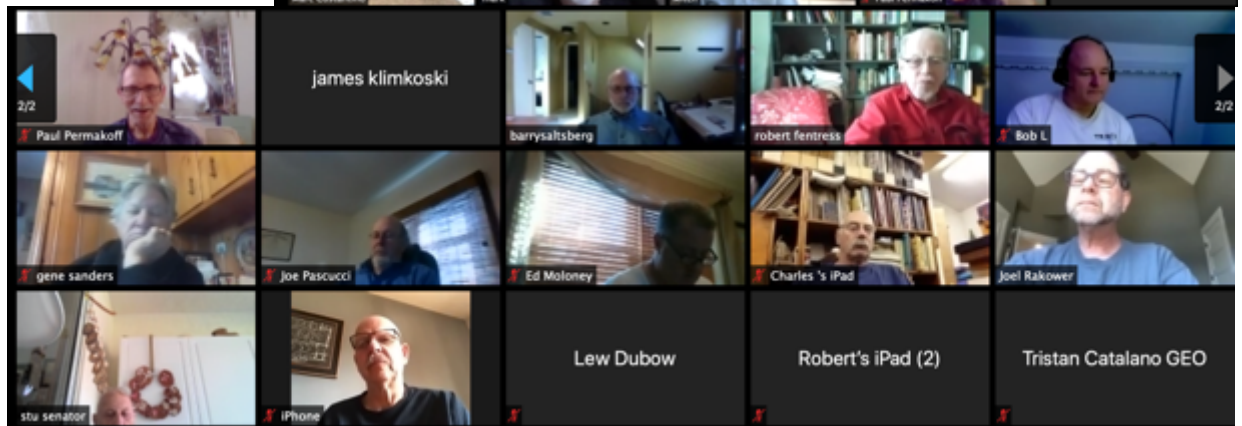 2/2
Paul Permakoff
james klimkoski
barrysaltsberg
robert fentress
Bob L
2/2
gene sanders
Joe Pascucci
Ed Moloney
Charles 's iPad
Joel Rakower
stu senator
iPhone
Lew Dubow
Robert's iPad (2)
Tristan Catalano GEO